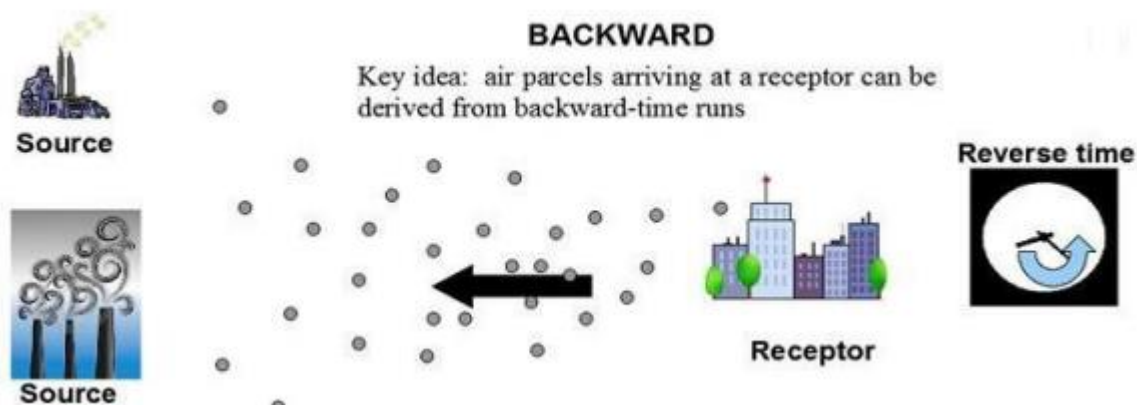 BACKWARD
Key idea: air parcels arriving at a receptor can be
derived from backward-time runs
Source
Reverse time
Receptor
Source